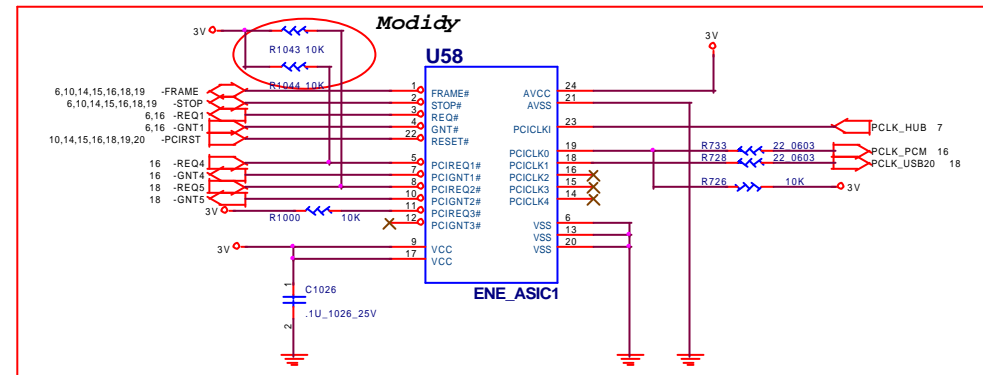 Modidy
3V
R1043 10K
R1044 10K
U58
3V
6,10,14,15,16,18,19 -FRAME 1 FRAME# AVCC 24
6,10,14,15,16,18,19 -STOP 2 STOP# AVSS 21
6,16 -REQ1 3 REQ#
6,16 -GNT1 4 GNT# PCICLKI 23 PCLK_HUB 7
10,14,15,16,18,19,20 -PCIRST 22 RESET#
PCICLK0 19 R733 22_0603 PCLK_PCM 16
16 -REQ4 5 PCIREQ1# PCICLK1 18 R728 22_0603 PCLK_USB20 18
16 -GNT4 7 PCIGNT1# PCICLK2 16
18 -REQ5 8 PCIREQ2# PCICLK3 15 R726 10K 3V
18 -GNT5 10 PCIGNT2# PCICLK4 14
3V R1000 10K 11 PCIREQ3#
12 PCIGNT3# VSS 6
VSS 13
3V 9 VCC VSS 20
17 VCC
1 C1026
ENE_ASIC1
.1U_1026_25V
2